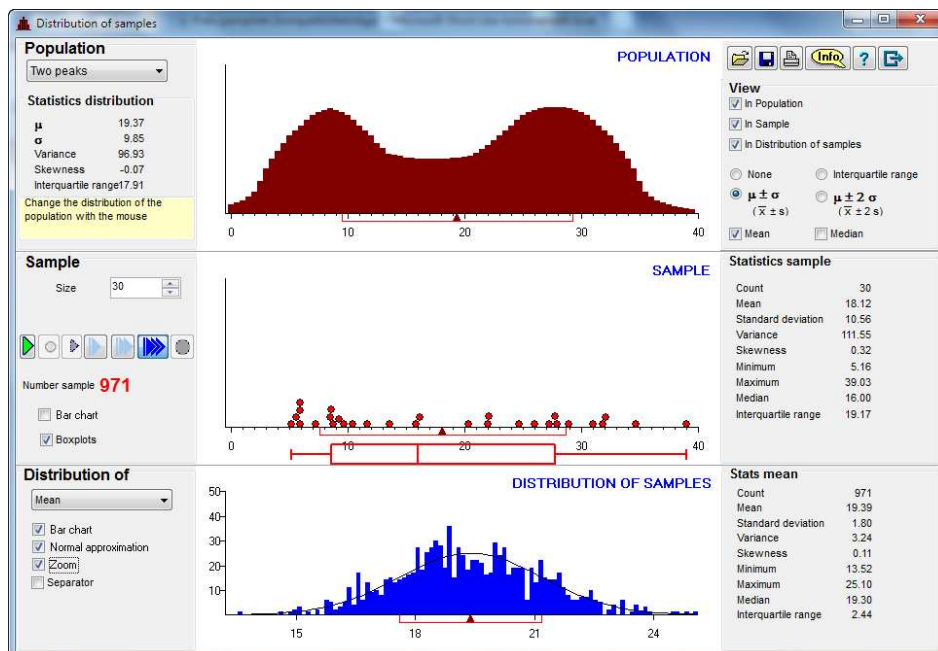 Distribution of samples
Population
Two peaks
Statistics distribution
μ 19.37
σ 9.85
Variance 96.93
Skewness -0.07
Interquartile range 17.91
Change the distribution of the
population with the mouse
POPULATION
0 10 20 30 40
Info
?
View
In Population
In Sample
In Distribution of samples
None
Interquartile range
μ ± σ
(x̄ ± s)
μ ± 2 σ
(x̄ ± 2 s)
Mean
Median
Sample
Size 30
Number sample 971
Bar chart
Boxplots
SAMPLE
0 10 20 30 40
Statistics sample
Count 30
Mean 18.12
Standard deviation 10.56
Variance 111.55
Skewness 0.32
Minimum 5.16
Maximum 39.03
Median 16.00
Interquartile range 19.17
Distribution of
Mean
Bar chart
Normal approximation
Zoom
Separator
DISTRIBUTION OF SAMPLES
50
40
30
20
10
15 18 21 24
Stats mean
Count 971
Mean 19.39
Standard deviation 1.80
Variance 3.24
Skewness 0.11
Minimum 13.52
Maximum 25.10
Median 19.30
Interquartile range 2.44